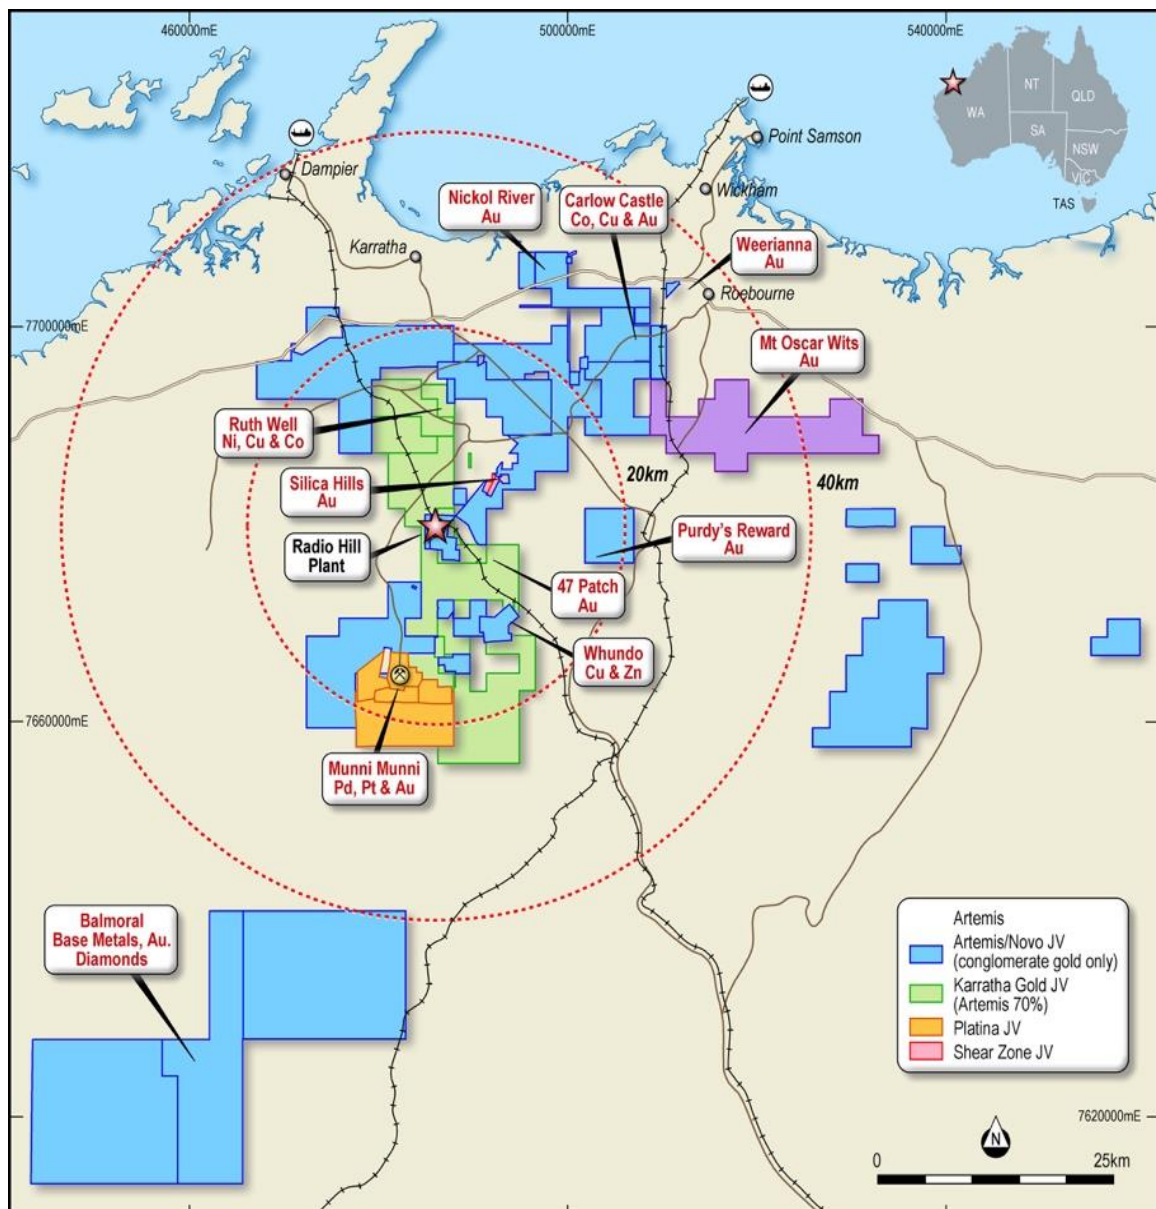 460000mE
500000mE
540000mE
NT
QLD
WA
SA
NSW
VIC
TAS
Point Samson
Dampier
Wickham
Nickol River
Au
Carlow Castle
Co, Cu & Au
Karratha
Weerianna
Au
Roebourne
7700000mE
Mt Oscar Wits
Au
Ruth Well
Ni, Cu & Co
20km
40km
Silica Hills
Au
Radio Hill
Plant
Purdy's Reward
Au
47 Patch
Au
Whundo
Cu & Zn
7660000mE
Munni Munni
Pd, Pt & Au
Balmoral
Base Metals, Au.
Diamonds
Artemis
Artemis/Novo JV
(conglomerate gold only)
Karratha Gold JV
(Artemis 70%)
Platina JV
Shear Zone JV
7620000mE
N
0
25km